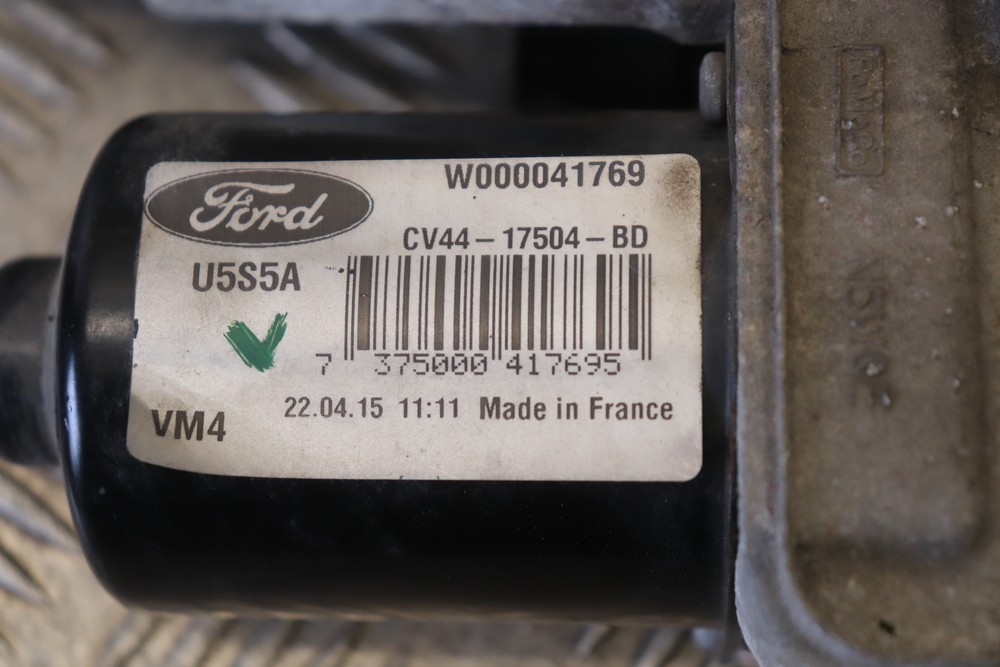 W000041769
Ford
CV44-17504-BD
U5S5A
7 375000 417695
22.04.15 11:11 Made in France
VM4